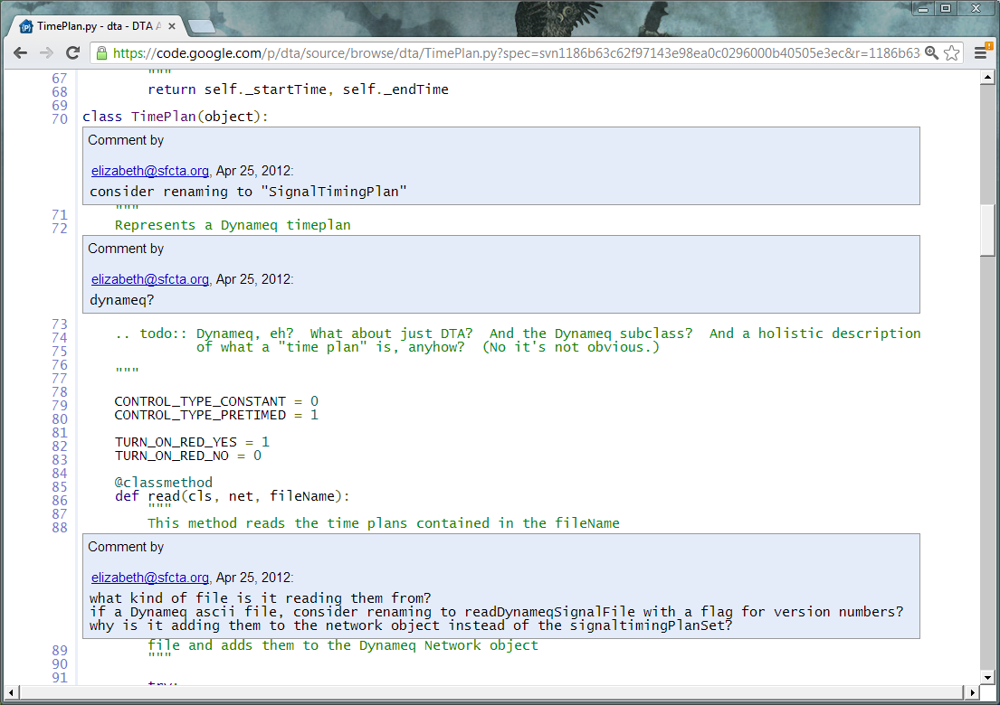 TimePlan.py - dta - DTA A
https://code.google.com/p/dta/source/browse/dta/TimePlan.py?spec=svn1186b63c62f97143e98ea0c0296000b40505e3ec&r=1186b63
67 """
68 return self._startTime, self._endTime
69
70 class TimePlan(object):
Comment by
elizabeth@sfcta.org, Apr 25, 2012:
consider renaming to "SignalTimingPlan"
71 """
72 Represents a Dynameq timeplan
Comment by
elizabeth@sfcta.org, Apr 25, 2012:
dynameq?
73
74 .. todo:: Dynameq, eh?  What about just DTA?  And the Dynameq subclass?  And a holistic description
75 of what a "time plan" is, anyhow?  (No it's not obvious.)
76
77 """
78
79 CONTROL_TYPE_CONSTANT = 0
80 CONTROL_TYPE_PRETIMED = 1
81
82 TURN_ON_RED_YES = 1
83 TURN_ON_RED_NO = 0
84
85 @classmethod
86 def read(cls, net, fileName):
87 """
88 This method reads the time plans contained in the fileName
Comment by
elizabeth@sfcta.org, Apr 25, 2012:
what kind of file is it reading them from?
if a Dynameq ascii file, consider renaming to readDynameqSignalFile with a flag for version numbers?
why is it adding them to the network object instead of the signaltimingPlanSet?
89 file and adds them to the Dynameq Network object
90 """
91
try: